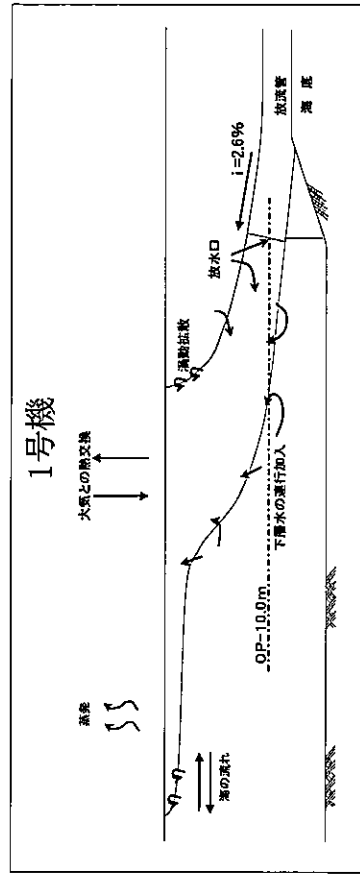 1号機
蒸発
大気との熱交換
渦動拡散
海の流れ
下層水の連行加入
OP-10.0m
放水口
i=2.6%
放流管
海底